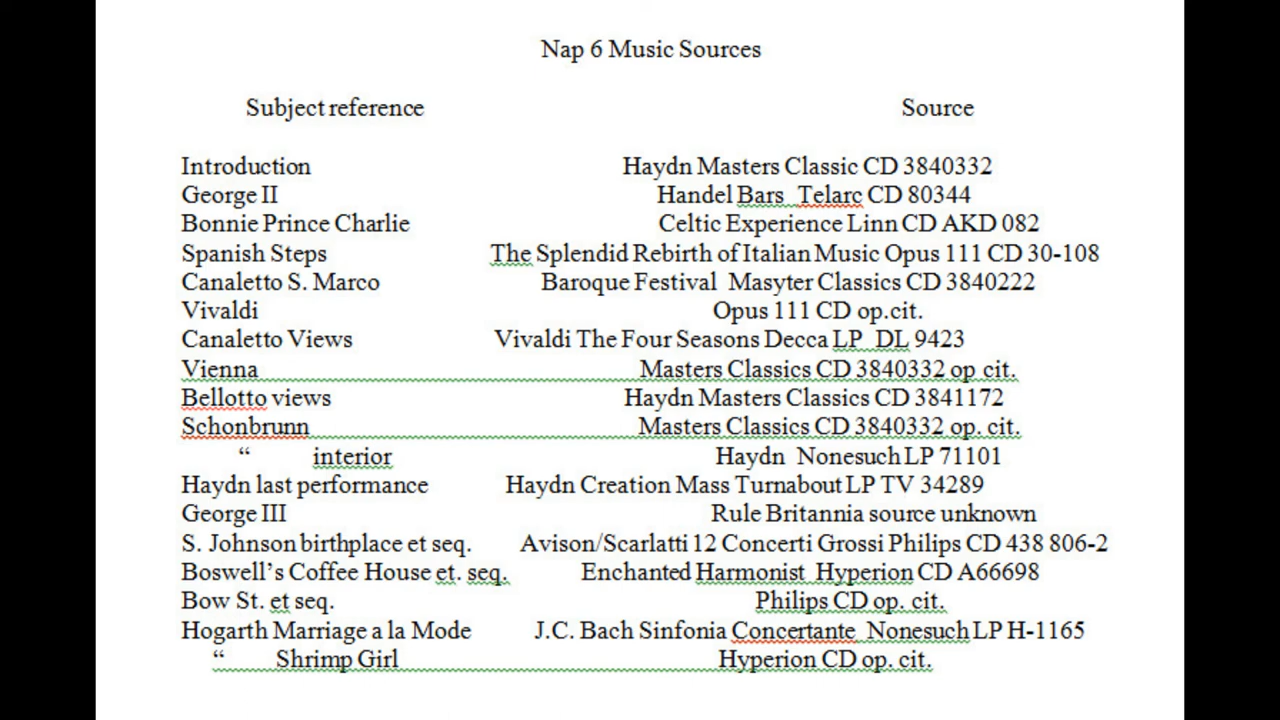 Nap 6 Music Sources
Subject reference Source
Introduction Haydn Masters Classic CD 3840332
George II Handel Bars Telarc CD 80344
Bonnie Prince Charlie Celtic Experience Linn CD AKD 082
Spanish Steps The Splendid Rebirth of Italian Music Opus 111 CD 30-108
Canaletto S. Marco Baroque Festival Masyter Classics CD 3840222
Vivaldi Opus 111 CD op.cit.
Canaletto Views Vivaldi The Four Seasons Decca LP DL 9423
Vienna Masters Classics CD 3840332 op cit.
Bellotto views Haydn Masters Classics CD 3841172
Schonbrunn Masters Classics CD 3840332 op. cit.
“ interior Haydn Nonesuch LP 71101
Haydn last performance Haydn Creation Mass Turnabout LP TV 34289
George III Rule Britannia source unknown
S. Johnson birthplace et seq. Avison/Scarlatti 12 Concerti Grossi Philips CD 438 806-2
Boswell’s Coffee House et. seq. Enchanted Harmonist Hyperion CD A66698
Bow St. et seq. Philips CD op. cit.
Hogarth Marriage a la Mode J.C. Bach Sinfonia Concertante Nonesuch LP H-1165
“ Shrimp Girl Hyperion CD op. cit.